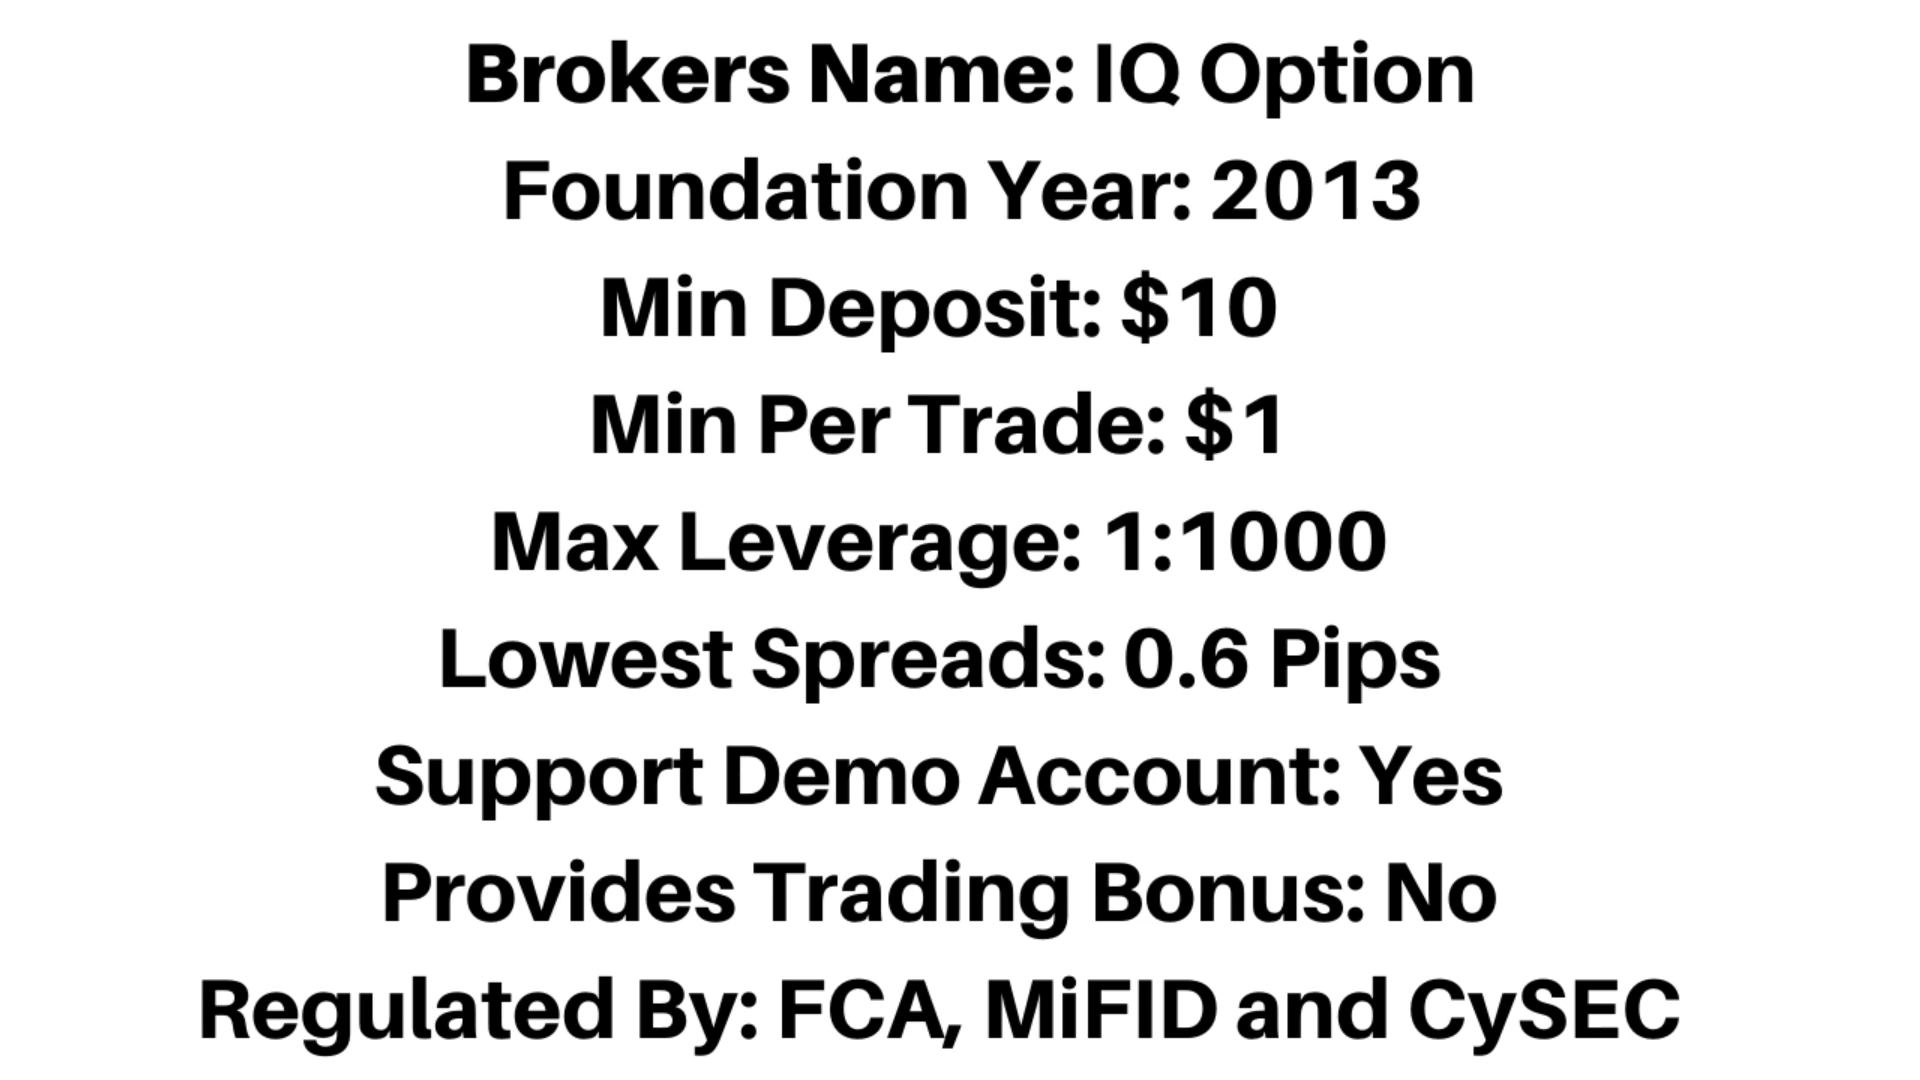 Brokers Name: IQ Option
Foundation Year: 2013
Min Deposit: $10
Min Per Trade: $1
Max Leverage: 1:1000
Lowest Spreads: 0.6 Pips
Support Demo Account: Yes
Provides Trading Bonus: No
Regulated By: FCA, MiFID and CySEC